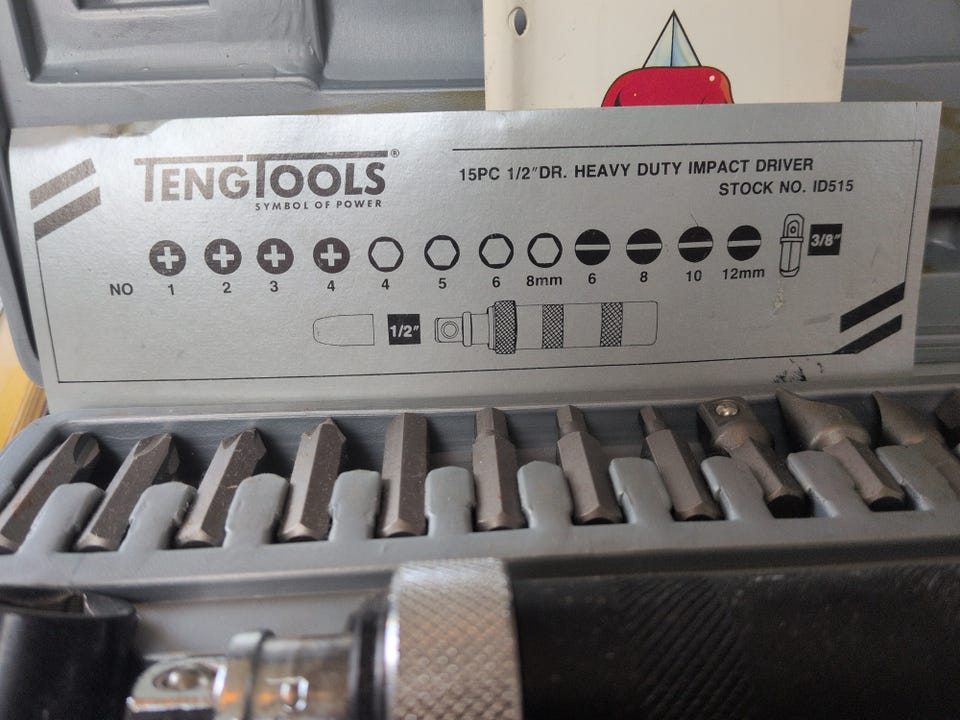 TENGTOOLS®
SYMBOL OF POWER
15PC 1/2"DR. HEAVY DUTY IMPACT DRIVER
STOCK NO. ID515
3/8"
NO 1 2 3 4 4 5 6 8mm 6 8 10 12mm
1/2"